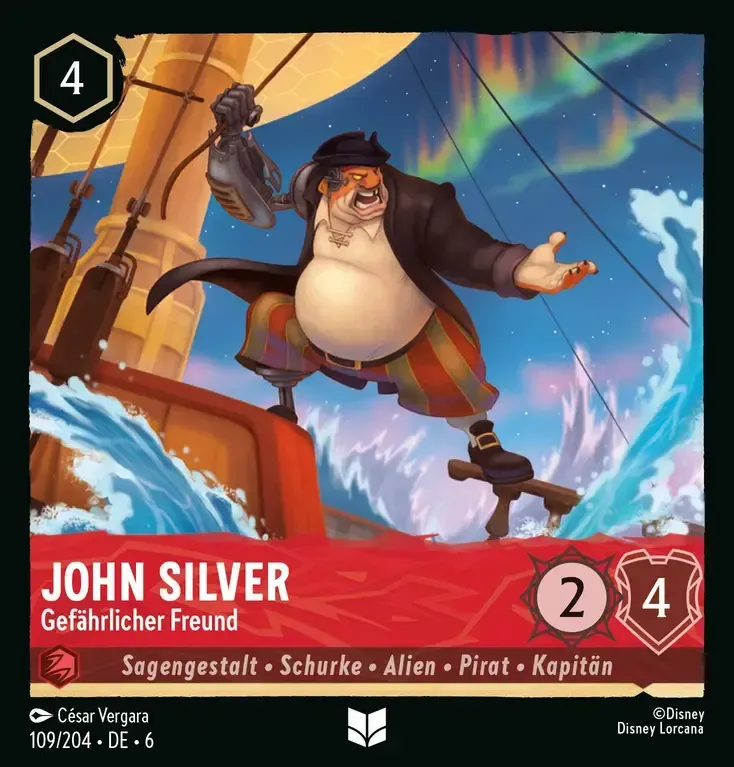 4
JOHN SILVER
Gefährlicher Freund
2
4
Sagengestalt • Schurke • Alien • Pirat • Kapitän
César Vergara
©Disney
109/204 • DE • 6
Disney Lorcana